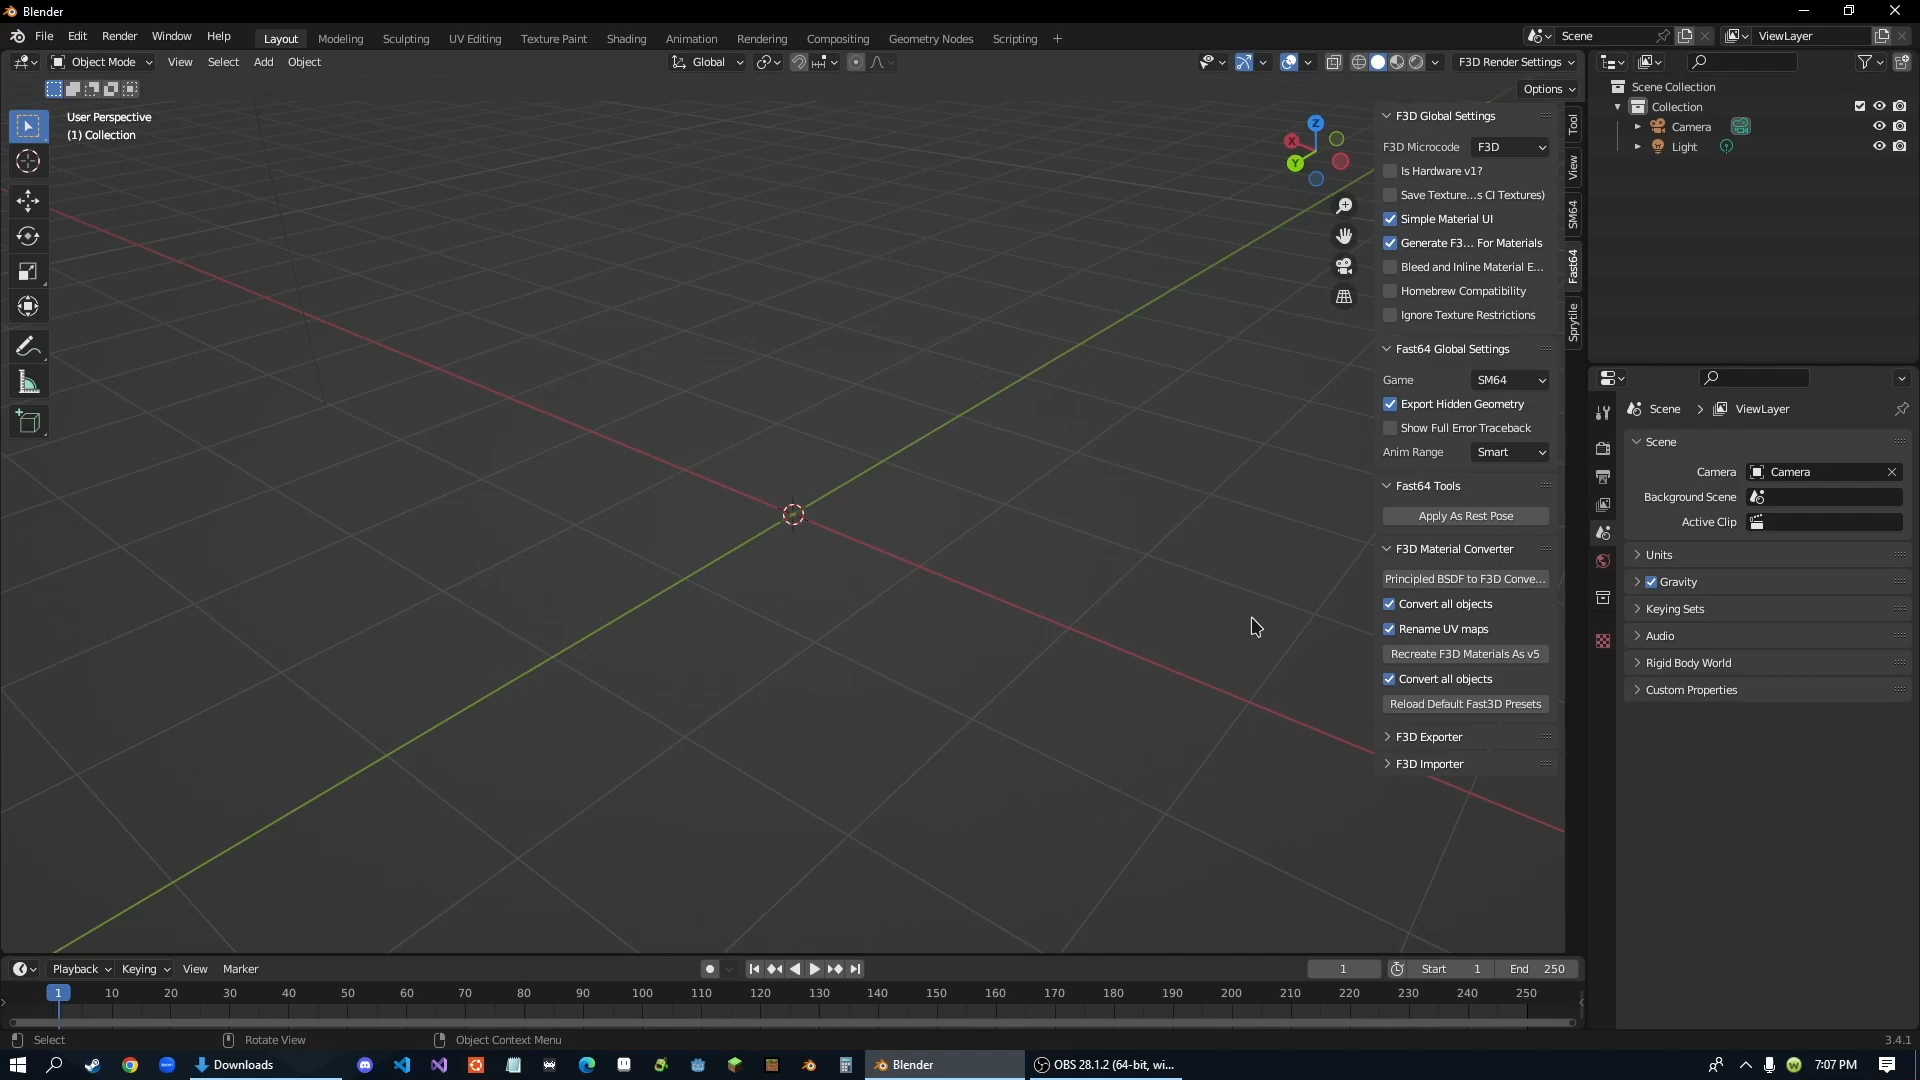 Blender
File Edit Render Window Help Layout Modeling Sculpting UV Editing Texture Paint Shading Animation Rendering Compositing Geometry Nodes Scripting +
Scene
ViewLayer
Object Mode View Select Add Object
Global
F3D Render Settings
Options
User Perspective
(1) Collection
X
Y
Z
F3D Global Settings
F3D Microcode F3D
Is Hardware v1?
Save Texture...s CI Textures)
Simple Material UI
Generate F3... For Materials
Bleed and Inline Material E...
Homebrew Compatibility
Ignore Texture Restrictions
Fast64 Global Settings
Game SM64
Export Hidden Geometry
Show Full Error Traceback
Anim Range Smart
Fast64 Tools
Apply As Rest Pose
F3D Material Converter
Principled BSDF to F3D Conve...
Convert all objects
Rename UV maps
Recreate F3D Materials As v5
Convert all objects
Reload Default Fast3D Presets
F3D Exporter
F3D Importer
Tool
View
SM64
Fast64
Sprytile
Scene Collection
Collection
Camera
Light
Scene > ViewLayer
Scene
Camera Camera
Background Scene
Active Clip
Units
Gravity
Keying Sets
Audio
Rigid Body World
Custom Properties
Playback Keying View Marker
1 Start 1 End 250
1 10 20 30 40 50 60 70 80 90 100 110 120 130 140 150 160 170 180 190 200 210 220 230 240 250
Select Rotate View Object Context Menu
3.4.1
Downloads
Blender
OBS 28.1.2 (64-bit, wi...
7:07 PM